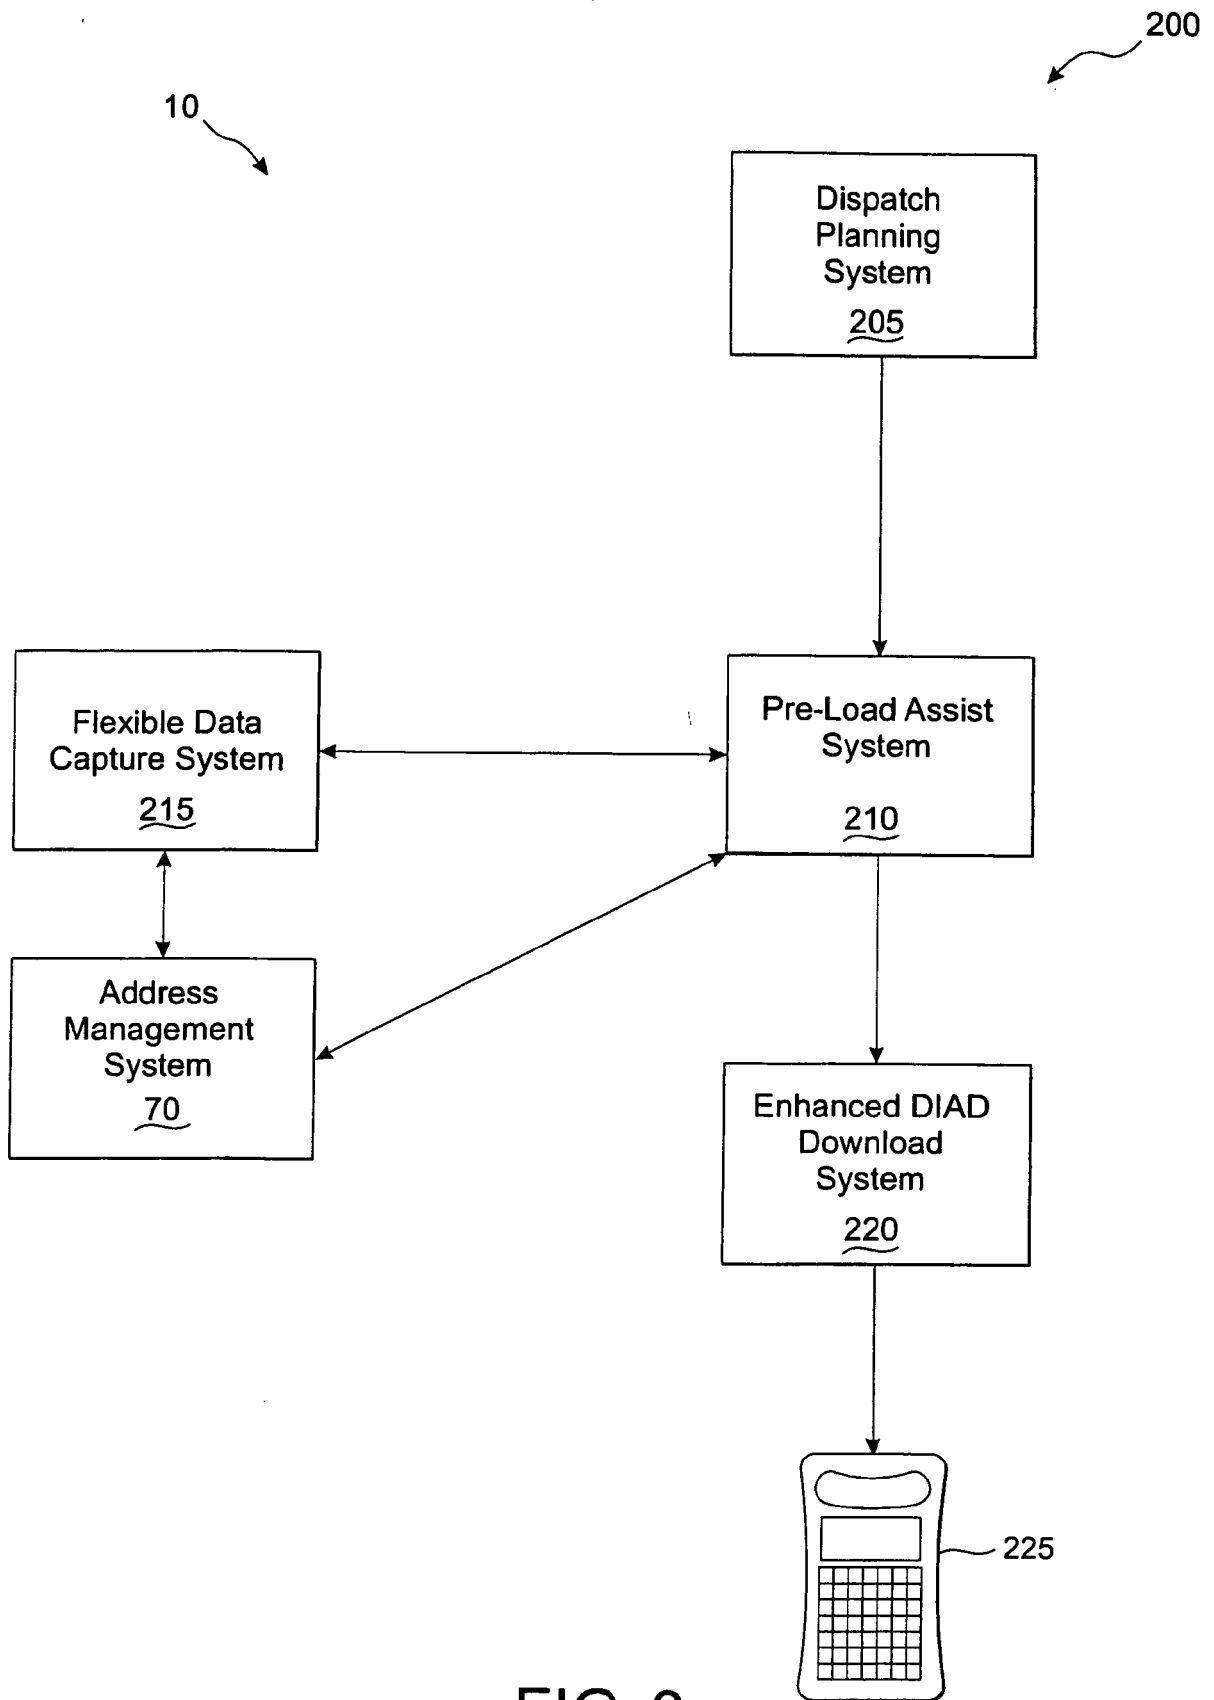 200
10
Dispatch
Planning
System
205
Flexible Data
Capture System
215
Pre-Load Assist
System
210
Address
Management
System
70
Enhanced DIAD
Download
System
220
225
FIG.